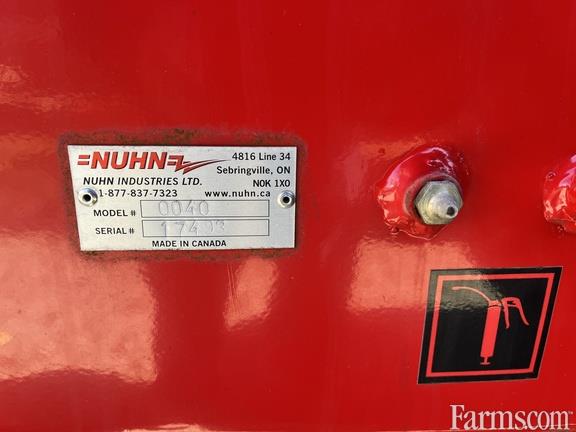 NUHN
4816 Line 34
Sebringville, ON
NUHN INDUSTRIES LTD.
N0K 1X0
1-877-837-7323
www.nuhn.ca
MODEL #
0040
SERIAL #
MADE IN CANADA
Farms.com